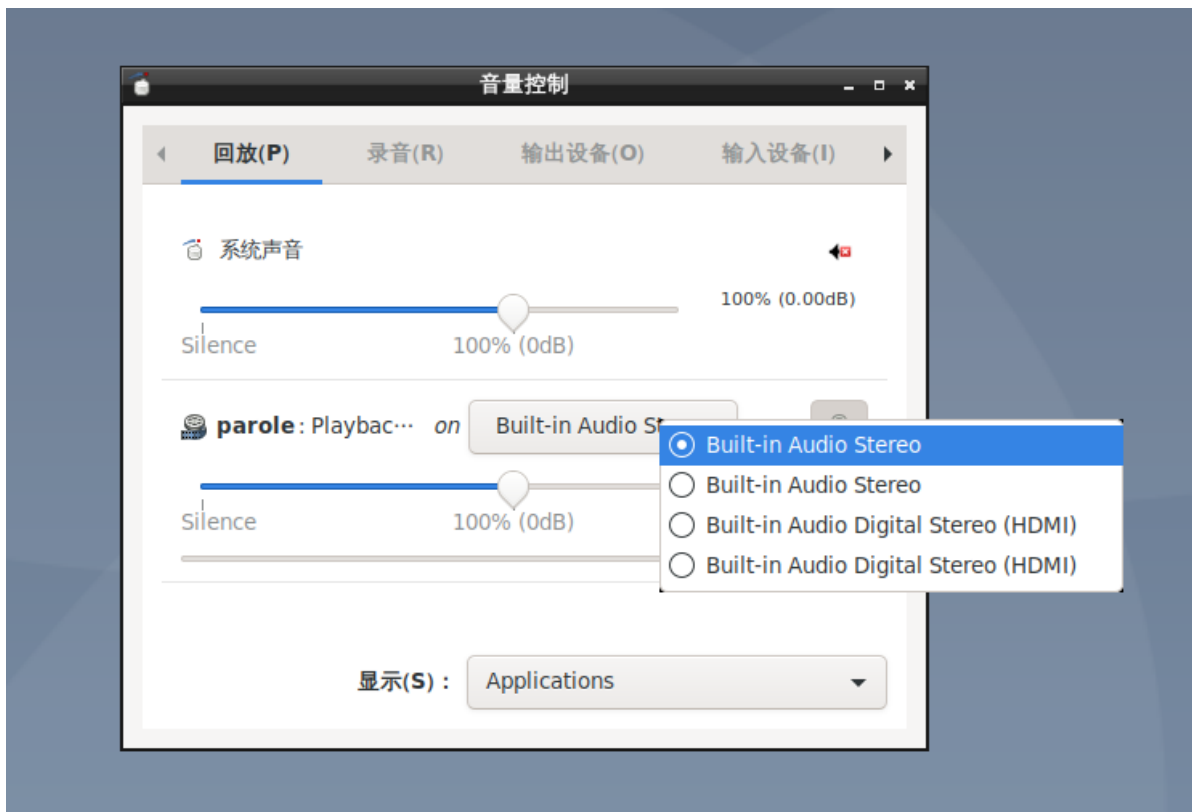 音量控制
回放(P) 录音(R) 输出设备(O) 输入设备(I)
系统声音
100% (0.00dB)
Silence 100% (0dB)
parole: Playbac··· on Built-in Audio St
Built-in Audio Stereo
Built-in Audio Stereo
Silence 100% (0dB)
Built-in Audio Digital Stereo (HDMI)
Built-in Audio Digital Stereo (HDMI)
显示(S)： Applications